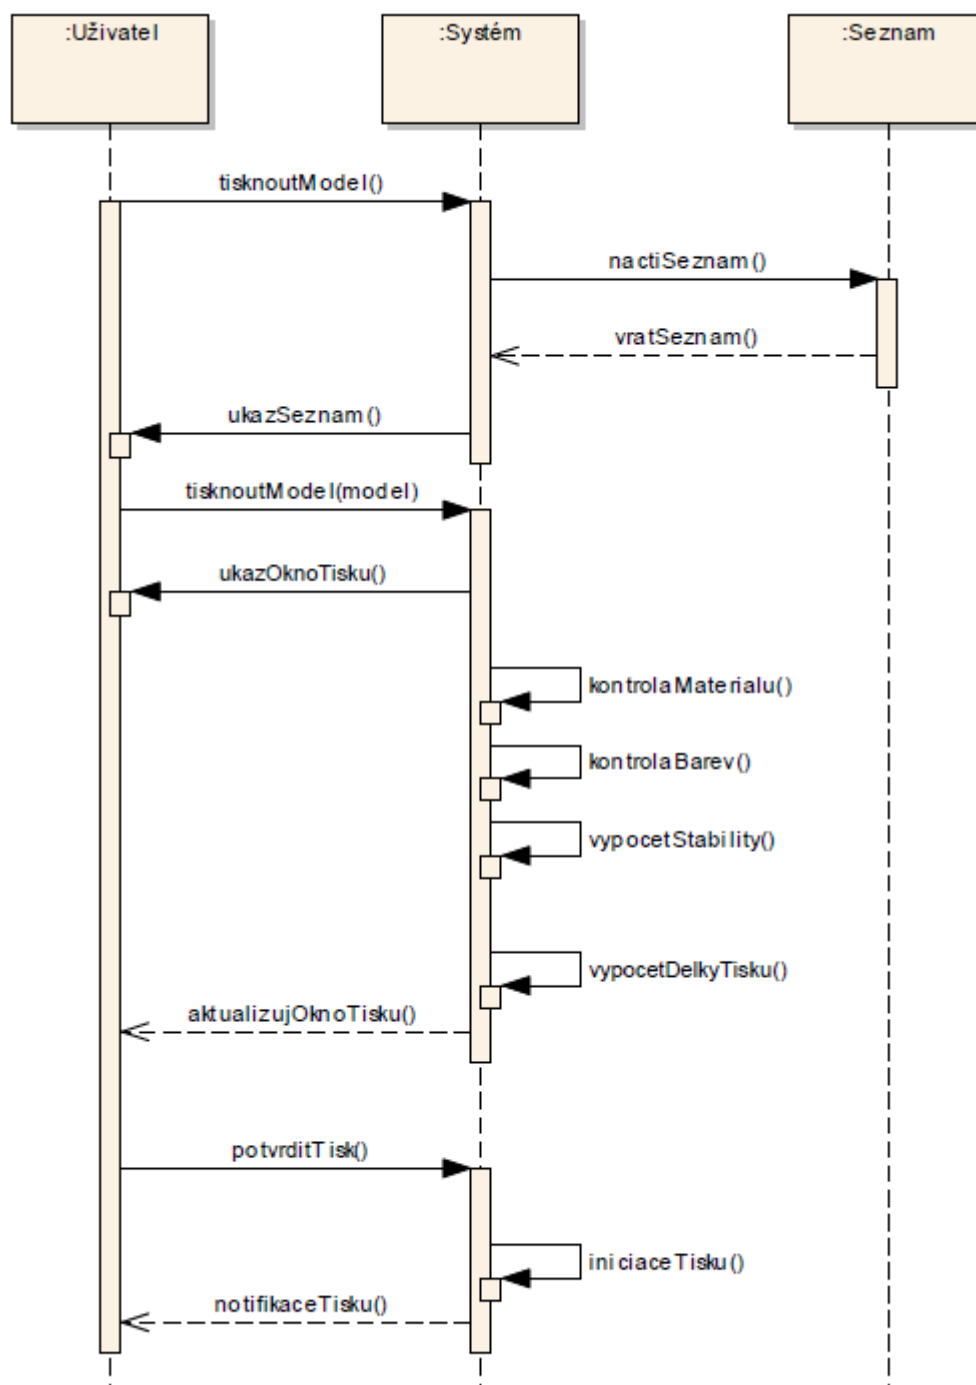 :Uživatel
:Systém
:Seznam
tisknoutModel()
nactiSeznam()
vratSeznam()
ukazSeznam()
tisknoutModel(model)
ukazOknoTisku()
kontrolaMaterialu()
kontrolaBarev()
vypocetStability()
vypocetDelkyTisku()
aktualizujOknoTisku()
potvrditTisk()
iniciaceTisku()
notifikaceTisku()